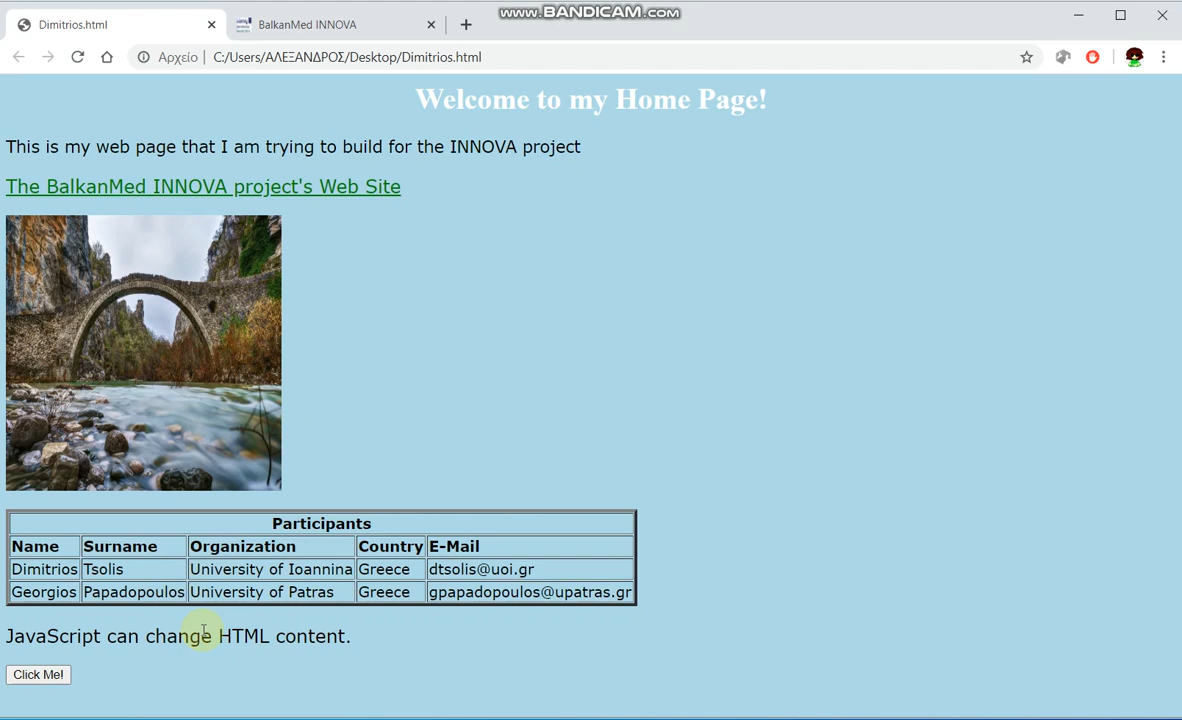 www.BANDICAM.com
Dimitrios.html
BalkanMed INNOVA
Αρχείο | C:/Users/ΑΛΕΞΑΝΔΡΟΣ/Desktop/Dimitrios.html
Welcome to my Home Page!
This is my web page that I am trying to build for the INNOVA project
The BalkanMed INNOVA project's Web Site
Participants
Name Surname Organization Country E-Mail
Dimitrios Tsolis University of Ioannina Greece dtsolis@uoi.gr
Georgios Papadopoulos University of Patras Greece gpapadopoulos@upatras.gr
JavaScript can change HTML content.
Click Me!